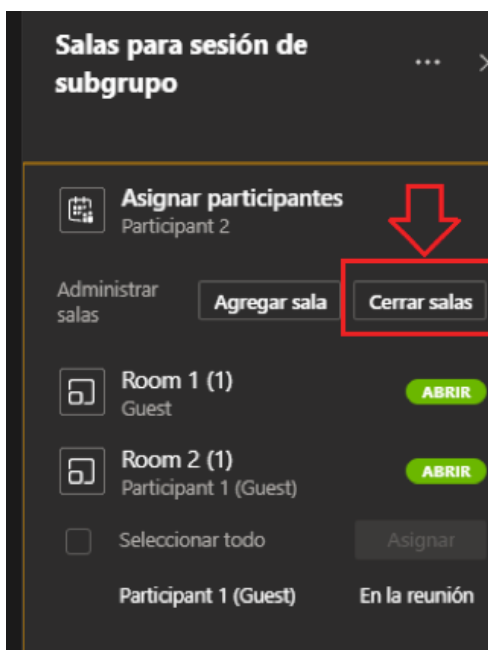 Salas para sesión de
subgrupo
Asignar participantes
Participant 2
Administrar
salas
Agregar sala
Cerrar salas
Room 1 (1)
ABRIR
Guest
Room 2 (1)
ABRIR
Participant 1 (Guest)
Seleccionar todo
Asignar
Participant 1 (Guest)
En la reunión